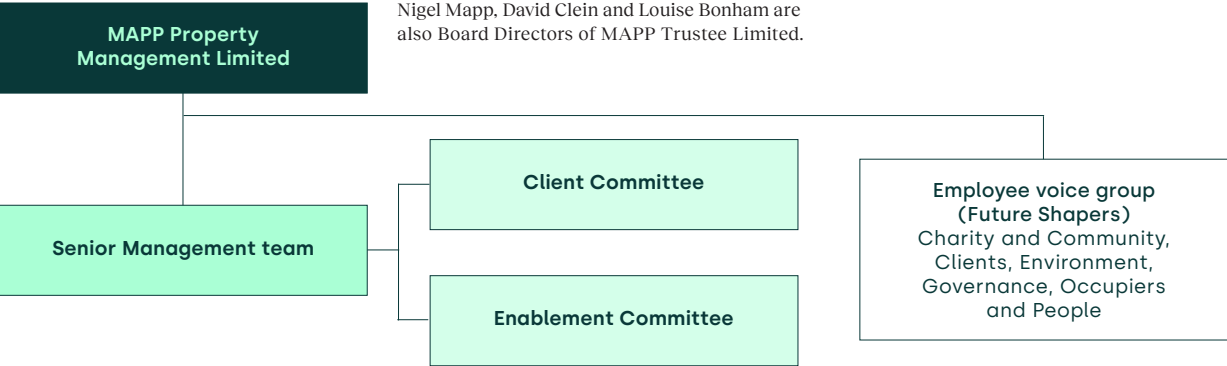 MAPP Property
Management Limited
Nigel Mapp, David Clein and Louise Bonham are
also Board Directors of MAPP Trustee Limited.
Senior Management team
Client Committee
Enablement Committee
Employee voice group
(Future Shapers)
Charity and Community,
Clients, Environment,
Governance, Occupiers
and People